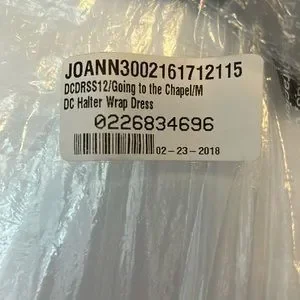 JOANN3002161712115
DCDRSS12/Going to the Chapel/M
DC Halter Wrap Dress
0226834696
02-23-2018